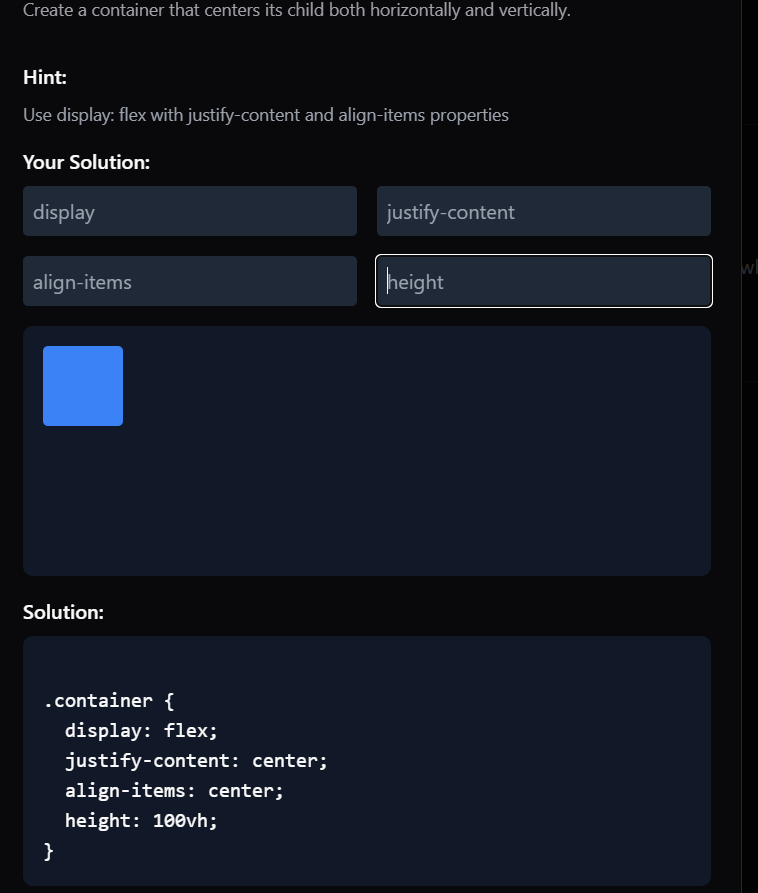 Create a container that centers its child both horizontally and vertically.
Hint:
Use display: flex with justify-content and align-items properties
Your Solution:
display
justify-content
align-items
height
Solution:
.container {
  display: flex;
  justify-content: center;
  align-items: center;
  height: 100vh;
}